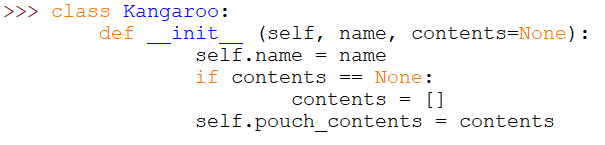 >>> class Kangaroo:
        def __init__ (self, name, contents=None):
                self.name = name
                if contents == None:
                        contents = []
                self.pouch_contents = contents